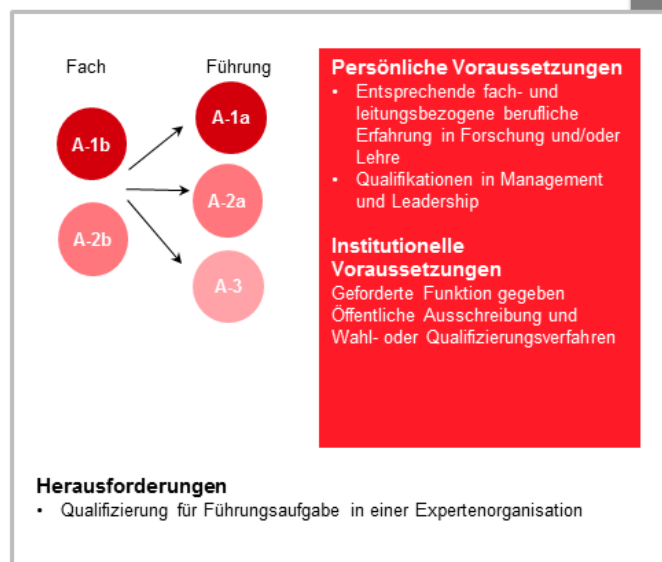 Fach
Führung
A-1b
A-2b
A-1a
A-2a
A-3
Persönliche Voraussetzungen
• Entsprechende fach- und
leitungsbezogene berufliche
Erfahrung in Forschung und/oder
Lehre
• Qualifikationen in Management
und Leadership
Institutionelle
Voraussetzungen
Geforderte Funktion gegeben
Öffentliche Ausschreibung und
Wahl- oder Qualifizierungsverfahren
Herausforderungen
• Qualifizierung für Führungsaufgabe in einer Expertenorganisation